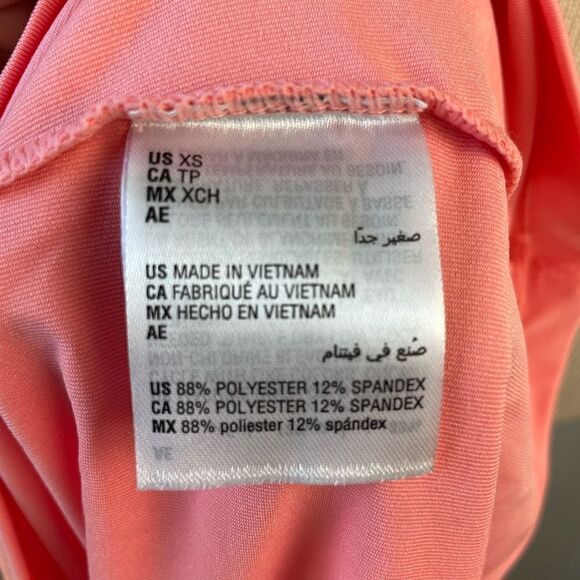 US XS
CA TP
MX XCH
AE
صغير جدًا
US MADE IN VIETNAM
CA FABRIQUÉ AU VIETNAM
MX HECHO EN VIETNAM
AE
صُنع في فيتنام
US 88% POLYESTER 12% SPANDEX
CA 88% POLYESTER 12% SPANDEX
MX 88% poliester 12% spándex